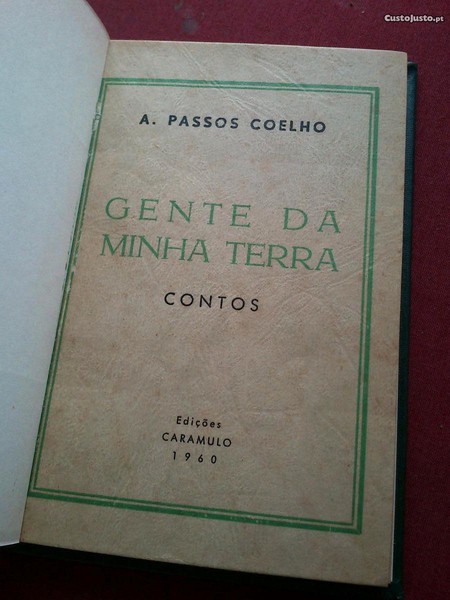 CustoJusto.pt
A. PASSOS COELHO
GENTE DA
MINHA TERRA
CONTOS
Edições
CARAMULO
1960